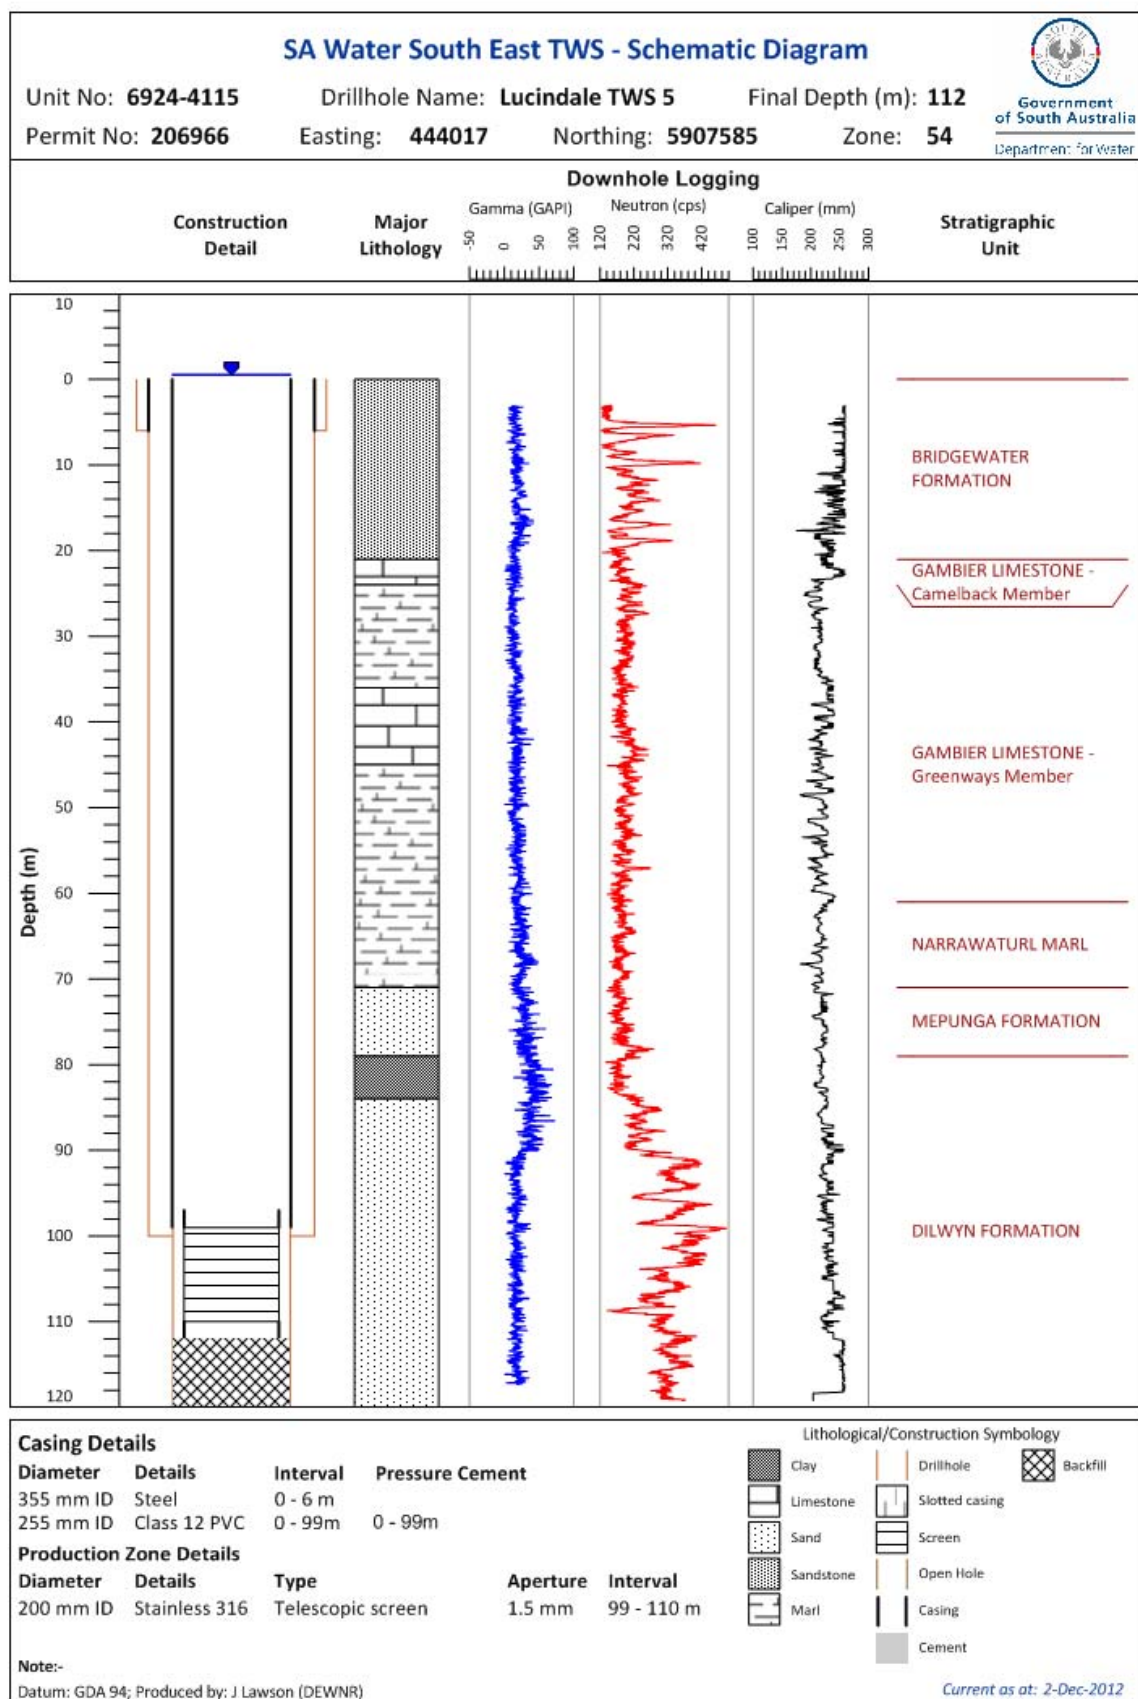 SA Water South East TWS - Schematic Diagram
Unit No: 6924-4115 Drillhole Name: Lucindale TWS 5 Final Depth (m): 112
Permit No: 206966 Easting: 444017 Northing: 5907585 Zone: 54
SOUTH AUSTRALIA
Government
of South Australia
Department for Water
Downhole Logging
Construction
Detail
Major
Lithology
Gamma (GAPI)
-50 0 50 100
Neutron (cps)
120 220 320 420
Caliper (mm)
100 150 200 250 300
Stratigraphic
Unit
Depth (m)
10
0
10
20
30
40
50
60
70
80
90
100
110
120
BRIDGEWATER
FORMATION
GAMBIER LIMESTONE -
Camelback Member
GAMBIER LIMESTONE -
Greenways Member
NARRAWATURL MARL
MEPUNGA FORMATION
DILWYN FORMATION
Casing Details
Diameter Details Interval Pressure Cement
355 mm ID Steel 0 - 6 m
255 mm ID Class 12 PVC 0 - 99m 0 - 99m
Production Zone Details
Diameter Details Type Aperture Interval
200 mm ID Stainless 316 Telescopic screen 1.5 mm 99 - 110 m
Note:-
Datum: GDA 94; Produced by: J Lawson (DEWNR)
Lithological/Construction Symbology
Clay Drillhole Backfill
Limestone Slotted casing
Sand Screen
Sandstone Open Hole
Marl Casing
Cement
Current as at: 2-Dec-2012